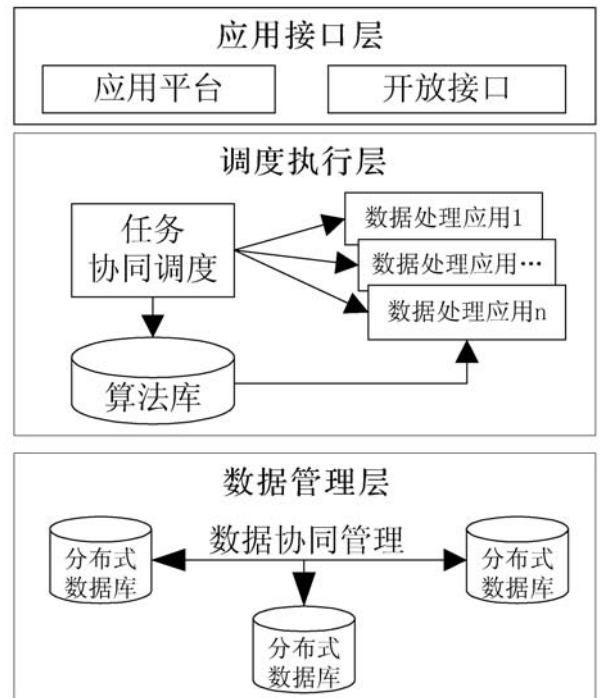 应用接口层
应用平台
开放接口
调度执行层
任务
协同调度
数据处理应用1
数据处理应用…
数据处理应用n
算法库
数据管理层
数据协同管理
分布式
数据库
分布式
数据库
分布式
数据库